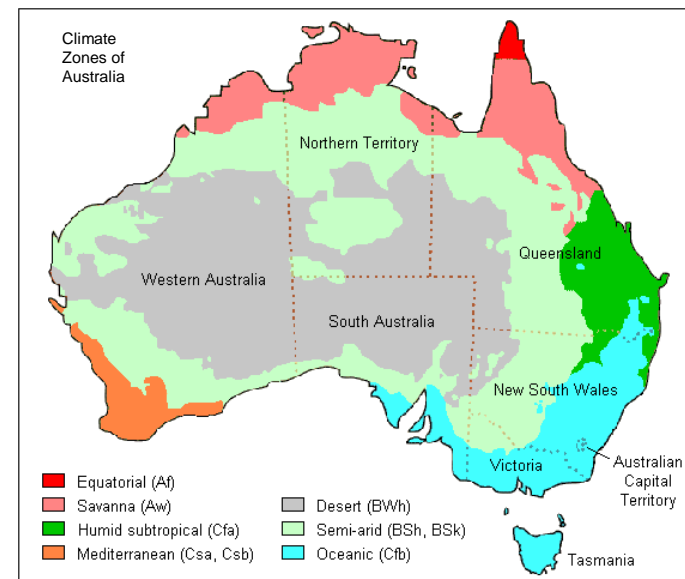 Climate
Zones of
Australia
Northern Territory
Queensland
Western Australia
South Australia
New South Wales
Victoria
Australian
Capital
Territory
Tasmania
Equatorial (Af)
Savanna (Aw)
Humid subtropical (Cfa)
Mediterranean (Csa, Csb)
Desert (BWh)
Semi-arid (BSh, BSk)
Oceanic (Cfb)